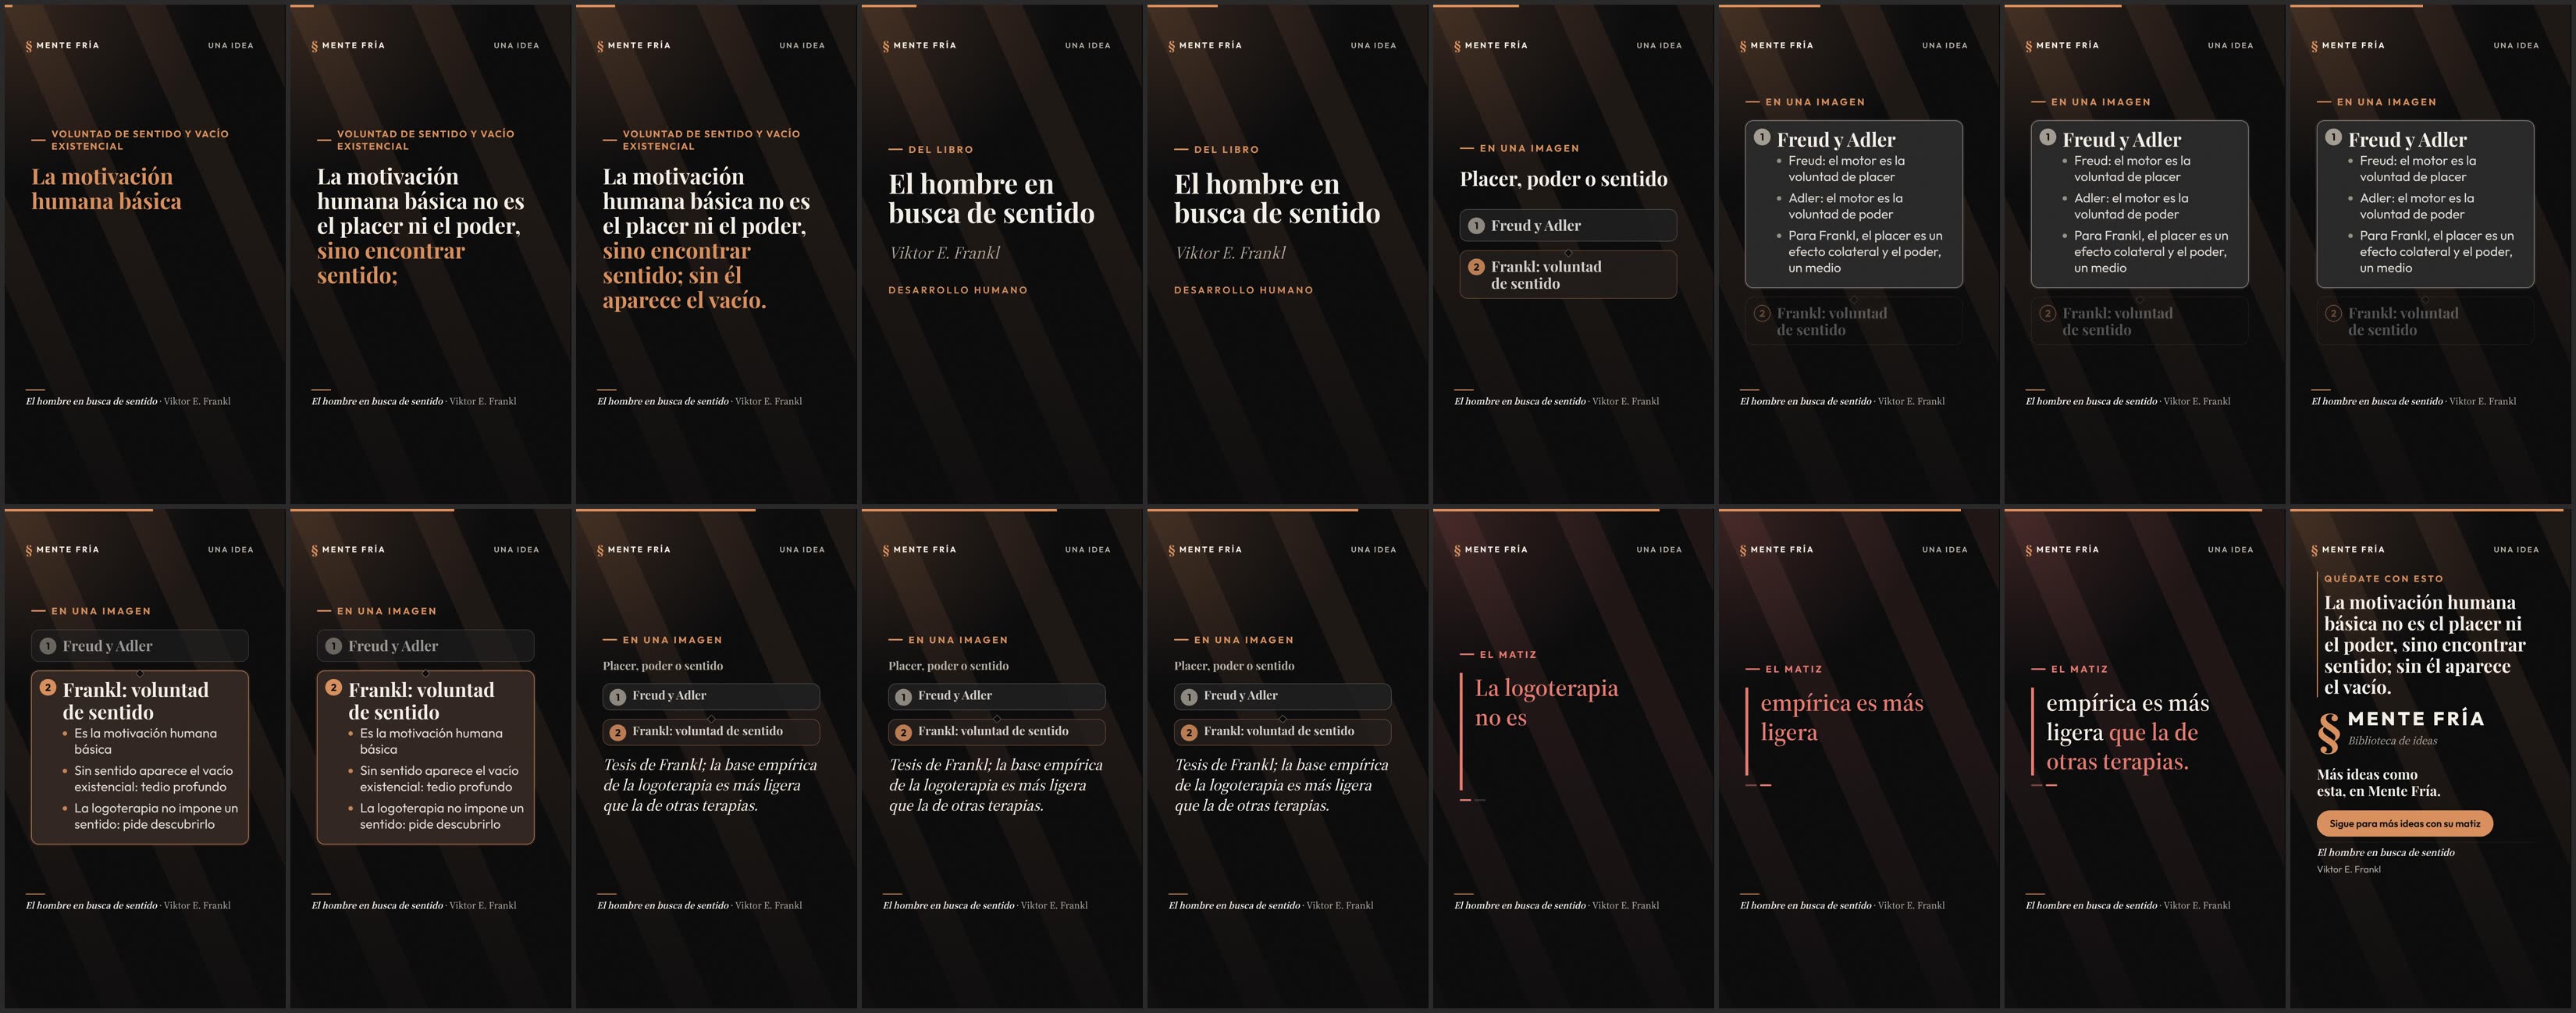 § MENTE FRÍA
UNA IDEA
VOLUNTAD DE SENTIDO Y VACÍO
EXISTENCIAL
La motivación
humana básica
El hombre en busca de sentido · Viktor E. Frankl
§ MENTE FRÍA
UNA IDEA
VOLUNTAD DE SENTIDO Y VACÍO
EXISTENCIAL
La motivación
humana básica no es
el placer ni el poder,
sino encontrar
sentido;
El hombre en busca de sentido · Viktor E. Frankl
§ MENTE FRÍA
UNA IDEA
VOLUNTAD DE SENTIDO Y VACÍO
EXISTENCIAL
La motivación
humana básica no es
el placer ni el poder,
sino encontrar
sentido; sin él
aparece el vacío.
El hombre en busca de sentido · Viktor E. Frankl
§ MENTE FRÍA
UNA IDEA
DEL LIBRO
El hombre en
busca de sentido
Viktor E. Frankl
DESARROLLO HUMANO
§ MENTE FRÍA
UNA IDEA
DEL LIBRO
El hombre en
busca de sentido
Viktor E. Frankl
DESARROLLO HUMANO
§ MENTE FRÍA
UNA IDEA
EN UNA IMAGEN
Placer, poder o sentido
1 Freud y Adler
2 Frankl: voluntad
de sentido
El hombre en busca de sentido · Viktor E. Frankl
§ MENTE FRÍA
UNA IDEA
EN UNA IMAGEN
1 Freud y Adler
• Freud: el motor es la
voluntad de placer
• Adler: el motor es la
voluntad de poder
• Para Frankl, el placer es un
efecto colateral y el poder,
un medio
2 Frankl: voluntad
de sentido
El hombre en busca de sentido · Viktor E. Frankl
§ MENTE FRÍA
UNA IDEA
EN UNA IMAGEN
1 Freud y Adler
• Freud: el motor es la
voluntad de placer
• Adler: el motor es la
voluntad de poder
• Para Frankl, el placer es un
efecto colateral y el poder,
un medio
2 Frankl: voluntad
de sentido
El hombre en busca de sentido · Viktor E. Frankl
§ MENTE FRÍA
UNA IDEA
EN UNA IMAGEN
1 Freud y Adler
• Freud: el motor es la
voluntad de placer
• Adler: el motor es la
voluntad de poder
• Para Frankl, el placer es un
efecto colateral y el poder,
un medio
2 Frankl: voluntad
de sentido
El hombre en busca de sentido · Viktor E. Frankl
§ MENTE FRÍA
UNA IDEA
EN UNA IMAGEN
1 Freud y Adler
2 Frankl: voluntad
de sentido
• Es la motivación humana
básica
• Sin sentido aparece el vacío
existencial: tedio profundo
• La logoterapia no impone un
sentido: pide descubrirlo
El hombre en busca de sentido · Viktor E. Frankl
§ MENTE FRÍA
UNA IDEA
EN UNA IMAGEN
1 Freud y Adler
2 Frankl: voluntad
de sentido
• Es la motivación humana
básica
• Sin sentido aparece el vacío
existencial: tedio profundo
• La logoterapia no impone un
sentido: pide descubrirlo
El hombre en busca de sentido · Viktor E. Frankl
§ MENTE FRÍA
UNA IDEA
EN UNA IMAGEN
Placer, poder o sentido
1 Freud y Adler
2 Frankl: voluntad de sentido
Tesis de Frankl; la base empírica
de la logoterapia es más ligera
que la de otras terapias.
El hombre en busca de sentido · Viktor E. Frankl
§ MENTE FRÍA
UNA IDEA
EN UNA IMAGEN
Placer, poder o sentido
1 Freud y Adler
2 Frankl: voluntad de sentido
Tesis de Frankl; la base empírica
de la logoterapia es más ligera
que la de otras terapias.
El hombre en busca de sentido · Viktor E. Frankl
§ MENTE FRÍA
UNA IDEA
EN UNA IMAGEN
Placer, poder o sentido
1 Freud y Adler
2 Frankl: voluntad de sentido
Tesis de Frankl; la base empírica
de la logoterapia es más ligera
que la de otras terapias.
El hombre en busca de sentido · Viktor E. Frankl
§ MENTE FRÍA
UNA IDEA
EL MATIZ
La logoterapia
no es
El hombre en busca de sentido · Viktor E. Frankl
§ MENTE FRÍA
UNA IDEA
EL MATIZ
empírica es más
ligera
El hombre en busca de sentido · Viktor E. Frankl
§ MENTE FRÍA
UNA IDEA
EL MATIZ
empírica es más
ligera que la de
otras terapias.
El hombre en busca de sentido · Viktor E. Frankl
§ MENTE FRÍA
UNA IDEA
QUÉDATE CON ESTO
La motivación humana
básica no es el placer ni
el poder, sino encontrar
sentido; sin él aparece
el vacío.
§ MENTE FRÍA
Biblioteca de ideas
Más ideas como
esta, en Mente Fría.
Sigue para más ideas con su matiz
El hombre en busca de sentido
Viktor E. Frankl